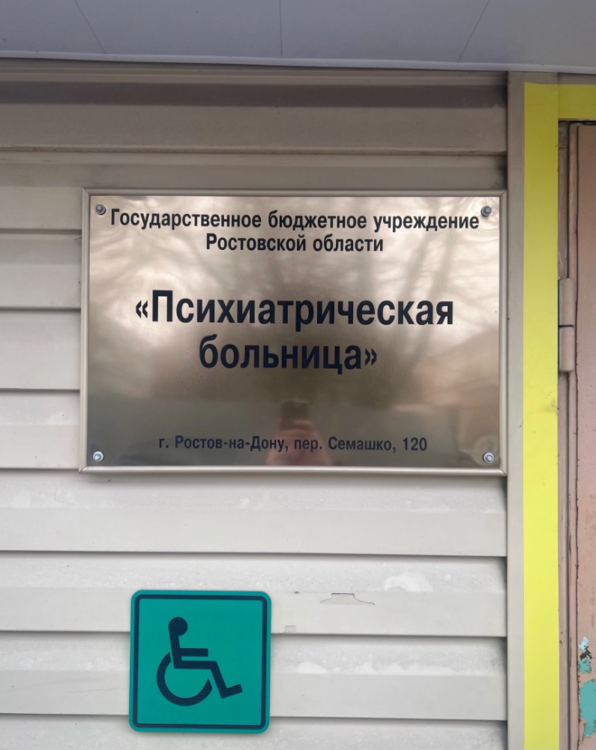 Государственное бюджетное учреждение
Ростовской области
«Психиатрическая
больница»
г. Ростов-на-Дону, пер. Семашко, 120